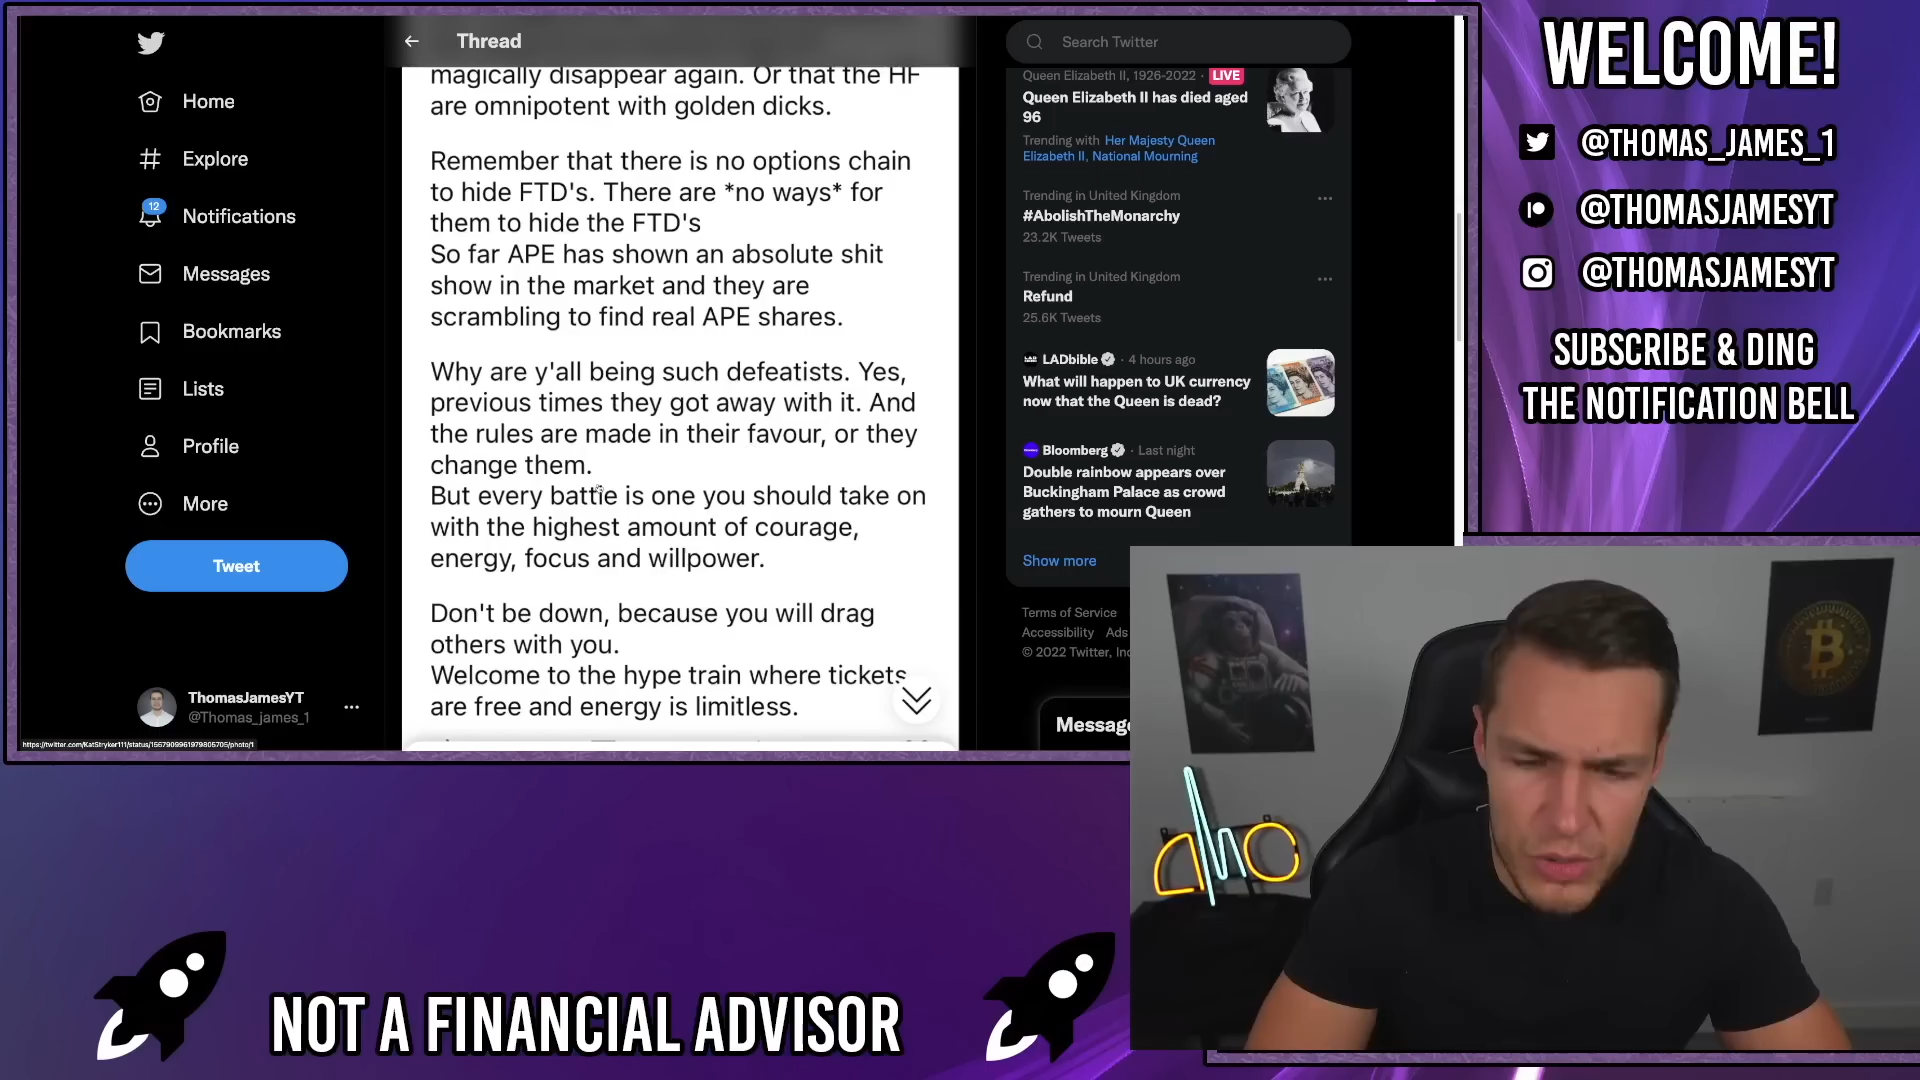 Thread
Home
Explore
12
Notifications
Messages
Bookmarks
Lists
Profile
More
Tweet
ThomasJamesYT
@Thomas_james_1
https://twitter.com/KatStryker111/status/1567909961979805705/photo/1
magically disappear again. Or that the HF
are omnipotent with golden dicks.
Remember that there is no options chain
to hide FTD's. There are *no ways* for
them to hide the FTD's
So far APE has shown an absolute shit
show in the market and they are
scrambling to find real APE shares.
Why are y'all being such defeatists. Yes,
previous times they got away with it. And
the rules are made in their favour, or they
change them.
But every battle is one you should take on
with the highest amount of courage,
energy, focus and willpower.
Don't be down, because you will drag
others with you.
Welcome to the hype train where tickets
are free and energy is limitless.
Search Twitter
Queen Elizabeth II, 1926-2022 · LIVE
Queen Elizabeth II has died aged
96
Trending with Her Majesty Queen
Elizabeth II, National Mourning
Trending in United Kingdom
#AbolishTheMonarchy
23.2K Tweets
Trending in United Kingdom
Refund
25.6K Tweets
LADbible · 4 hours ago
What will happen to UK currency
now that the Queen is dead?
Bloomberg · Last night
Double rainbow appears over
Buckingham Palace as crowd
gathers to mourn Queen
Show more
Terms of Service
Accessibility Ads
© 2022 Twitter, Inc
Message
WELCOME!
@THOMAS_JAMES_1
@THOMASJAMESYT
@THOMASJAMESYT
SUBSCRIBE & DING
THE NOTIFICATION BELL
NOT A FINANCIAL ADVISOR